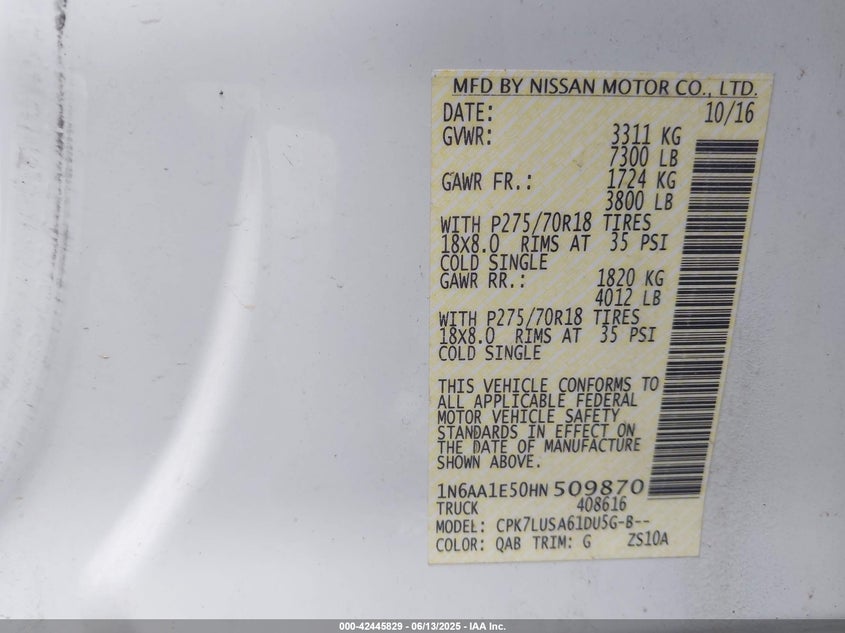 MFD BY NISSAN MOTOR CO., LTD.
DATE: 10/16
GVWR: 3311 KG
7300 LB
GAWR FR.: 1724 KG
3800 LB
WITH P275/70R18 TIRES
18X8.0 RIMS AT 35 PSI
COLD SINGLE
GAWR RR.: 1820 KG
4012 LB
WITH P275/70R18 TIRES
18X8.0 RIMS AT 35 PSI
COLD SINGLE
THIS VEHICLE CONFORMS TO
ALL APPLICABLE FEDERAL
MOTOR VEHICLE SAFETY
STANDARDS IN EFFECT ON
THE DATE OF MANUFACTURE
SHOWN ABOVE.
1N6AA1E50HN509870
TRUCK 408616
MODEL: CPK7LUSA61DU5G-B--
COLOR: QAB TRIM: G ZS10A
000-42445829 - 06/13/2025 - IAA Inc.